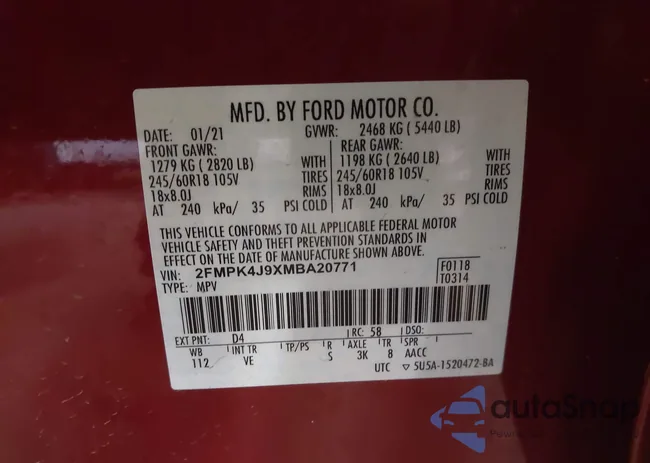 MFD. BY FORD MOTOR CO.
DATE: 01/21 GVWR: 2468 KG ( 5440 LB)
FRONT GAWR: REAR GAWR:
1279 KG ( 2820 LB) WITH 1198 KG ( 2640 LB) WITH
245/60R18 105V TIRES 245/60R18 105V TIRES
18x8.0J RIMS 18x8.0J RIMS
AT 240 kPa/ 35 PSI COLD AT 240 kPa/ 35 PSI COLD
THIS VEHICLE CONFORMS TO ALL APPLICABLE FEDERAL MOTOR
VEHICLE SAFETY AND THEFT PREVENTION STANDARDS IN
EFFECT ON THE DATE OF MANUFACTURE SHOWN ABOVE.
VIN: 2FMPK4J9XMBA20771 F0118
TYPE: MPV T0314
EXT PNT: D4 RC: 58 DSO:
WB INT TR TP/PS R AXLE TR SPR
112 VE S 3K 8 AACC
UTC 5U5A-1520472-BA
autoSnap